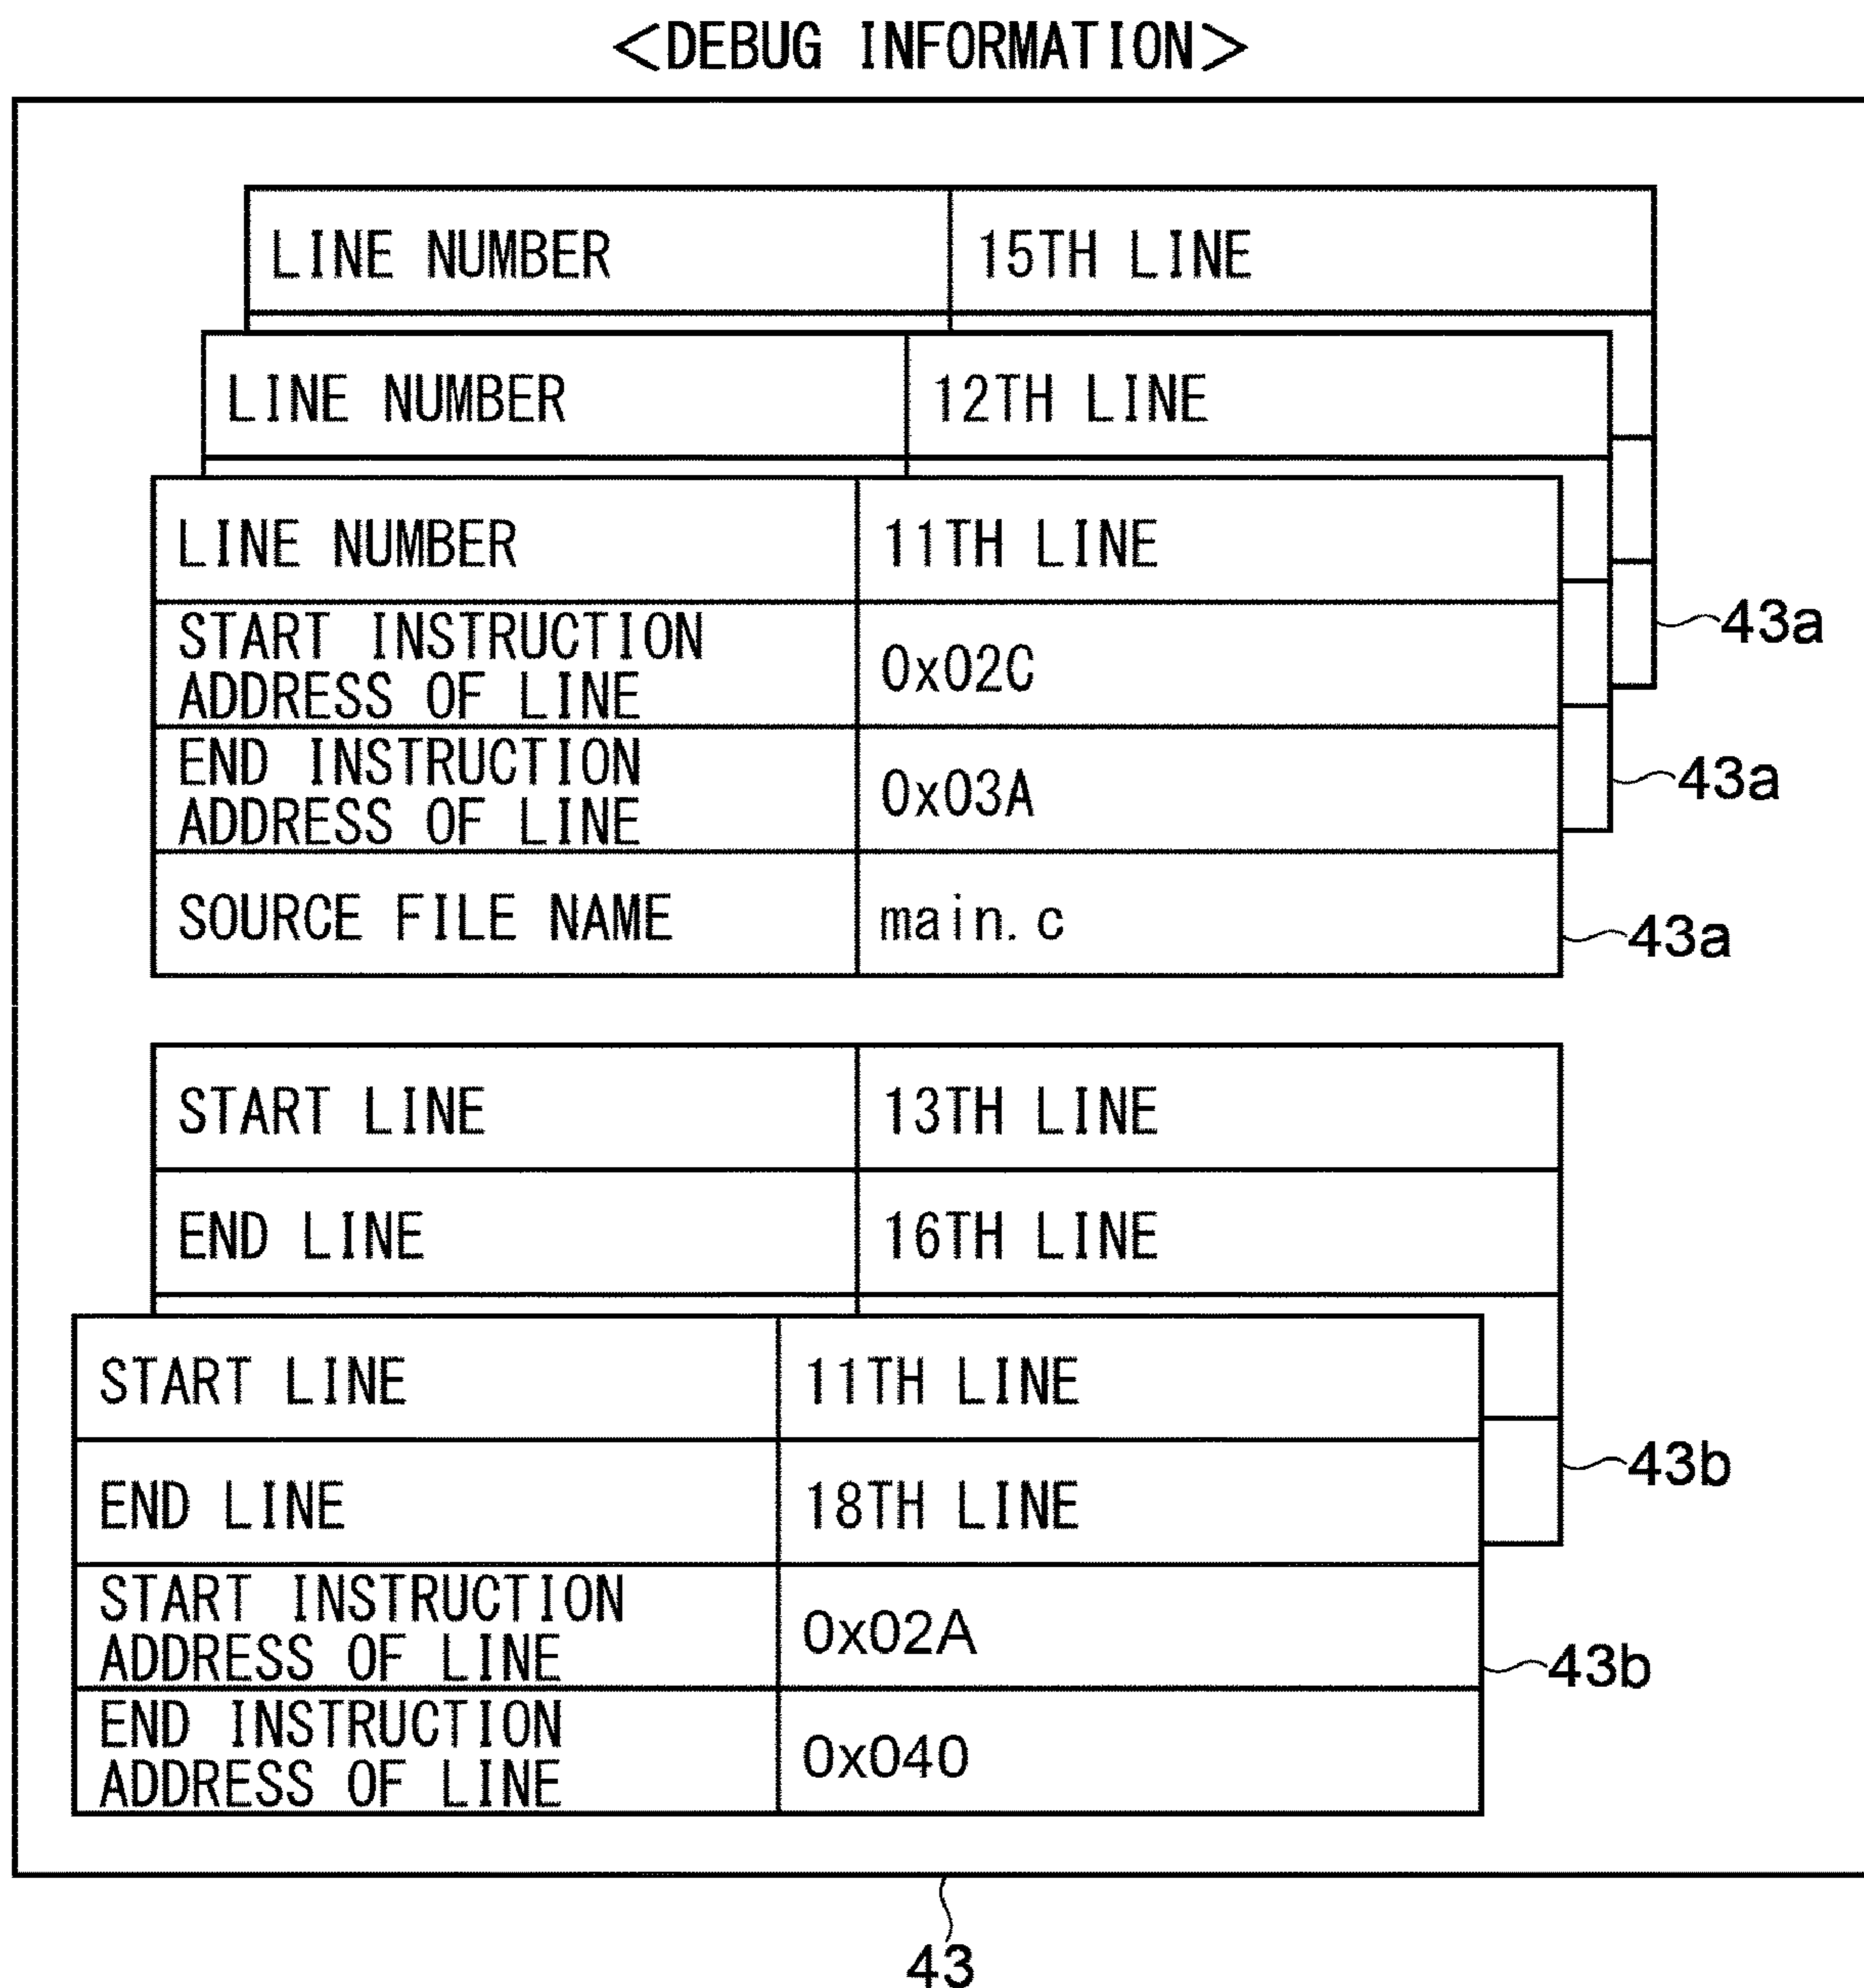 <DEBUG INFORMATION>
LINE NUMBER 15TH LINE
LINE NUMBER 12TH LINE
LINE NUMBER 11TH LINE
START INSTRUCTION
ADDRESS OF LINE 0x02C
43a
END INSTRUCTION
ADDRESS OF LINE 0x03A
43a
SOURCE FILE NAME main.c
43a
START LINE 13TH LINE
END LINE 16TH LINE
START LINE 11TH LINE
43b
END LINE 18TH LINE
START INSTRUCTION
ADDRESS OF LINE 0x02A
43b
END INSTRUCTION
ADDRESS OF LINE 0x040
43